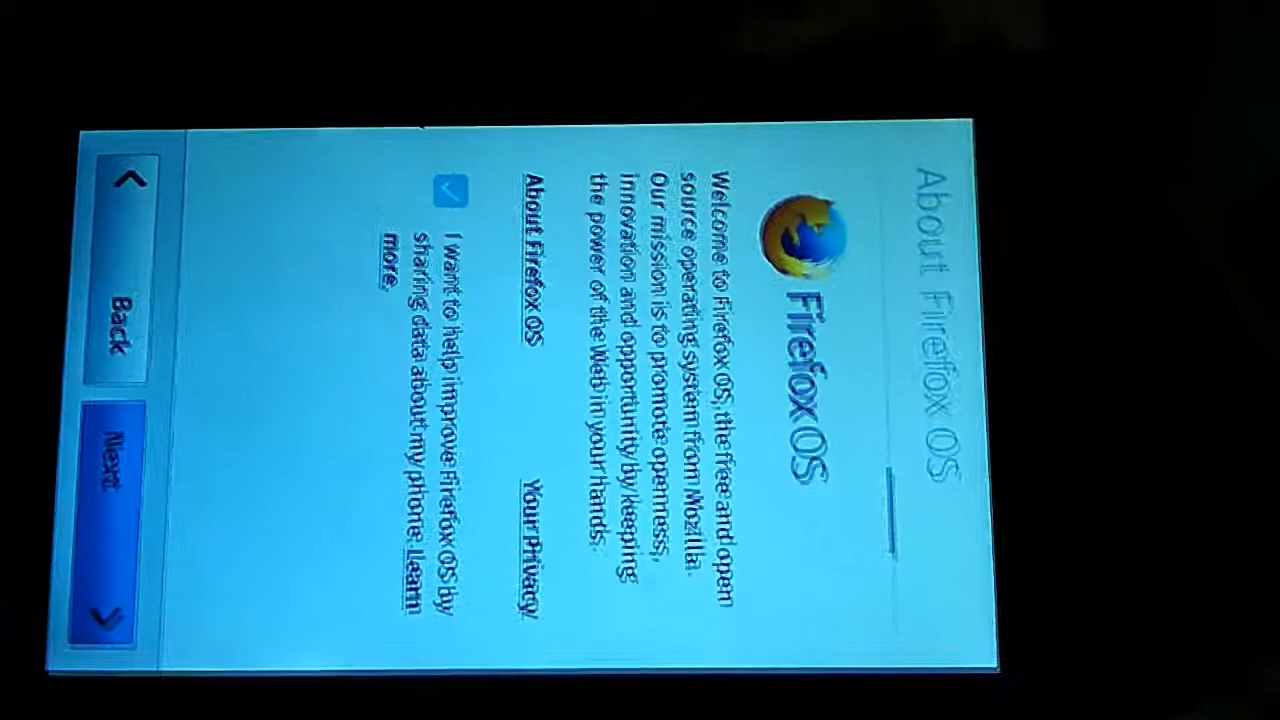 About Firefox OS
Firefox OS
Welcome to Firefox OS, the free and open
source operating system from Mozilla.
Our mission is to promote openness,
innovation and opportunity by keeping
the power of the Web in your hands.
About Firefox OS
Your Privacy
I want to help improve Firefox OS by
sharing data about my phone. Learn
more.
Back
Next